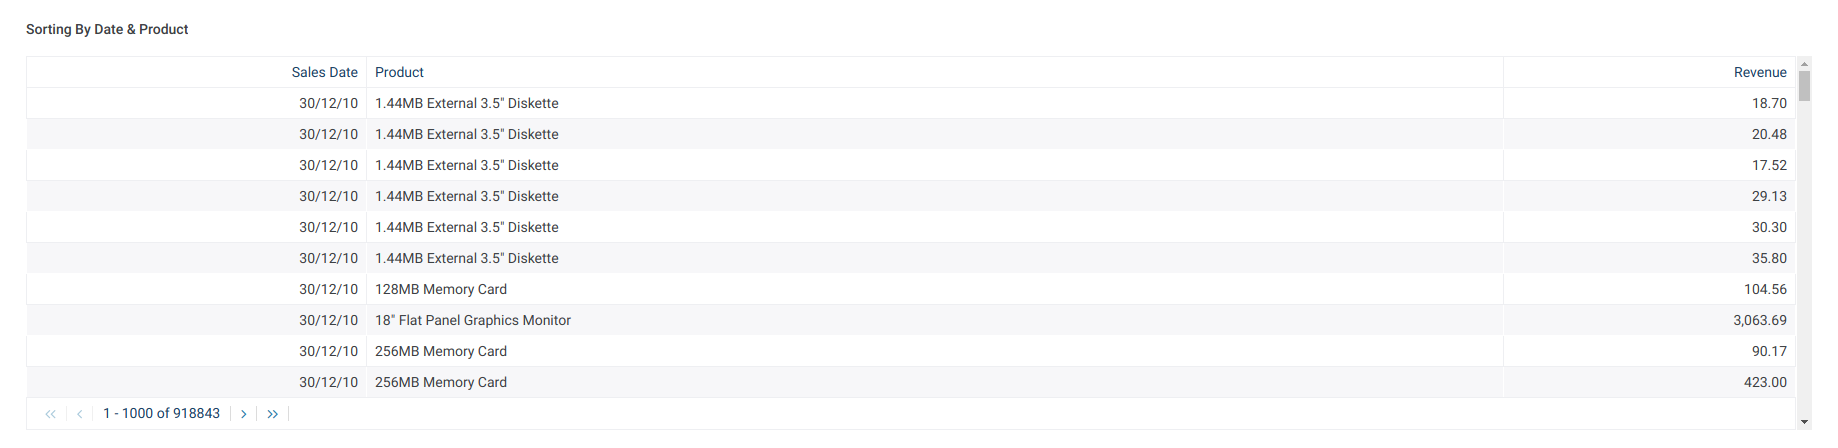 Sorting By Date & Product
Sales Date Product Revenue
30/12/10 1.44MB External 3.5" Diskette 18.70
30/12/10 1.44MB External 3.5" Diskette 20.48
30/12/10 1.44MB External 3.5" Diskette 17.52
30/12/10 1.44MB External 3.5" Diskette 29.13
30/12/10 1.44MB External 3.5" Diskette 30.30
30/12/10 1.44MB External 3.5" Diskette 35.80
30/12/10 128MB Memory Card 104.56
30/12/10 18" Flat Panel Graphics Monitor 3,063.69
30/12/10 256MB Memory Card 90.17
30/12/10 256MB Memory Card 423.00
1 - 1000 of 918843